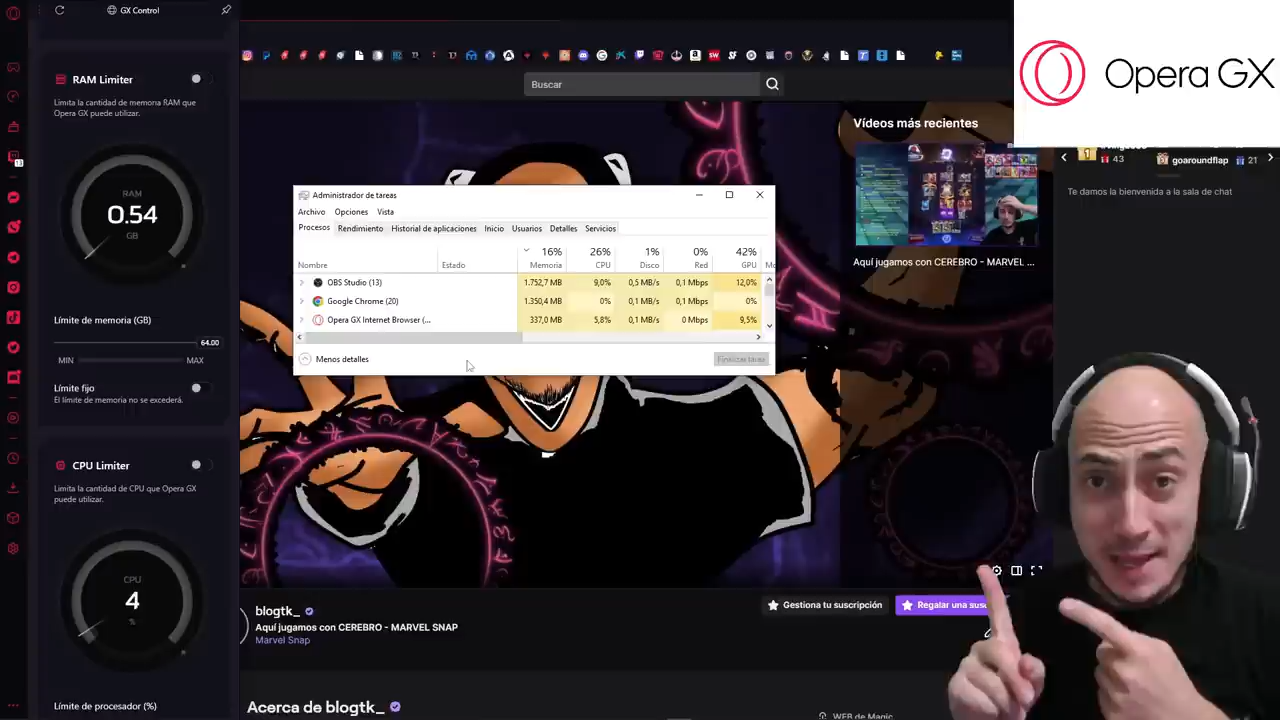 GX Control
RAM Limiter
Limita la cantidad de memoria RAM que
Opera GX puede utilizar.
RAM
0.54
GB
Límite de memoria (GB)
64.00
MIN
MAX
Límite fijo
El límite de memoria no se excederá.
CPU Limiter
Limita la cantidad de CPU que Opera GX
puede utilizar.
CPU
4
%
Límite de procesador (%)
13
Buscar
Opera GX
Vídeos más recientes
Aquí jugamos con CEREBRO - MARVEL ...
43
goaroundflap
21
Te damos la bienvenida a la sala de chat
Administrador de tareas
Archivo Opciones Vista
Procesos Rendimiento Historial de aplicaciones Inicio Usuarios Detalles Servicios
16% 26% 1% 0% 42%
Nombre Estado Memoria CPU Disco Red GPU
OBS Studio (13) 1.752,7 MB 9,0% 0,5 MB/s 0,1 Mbps 12,0%
Google Chrome (20) 1.350,4 MB 0% 0,1 MB/s 0,1 Mbps 0%
Opera GX Internet Browser (... 337,0 MB 5,8% 0,1 MB/s 0 Mbps 9,5%
Menos detalles
Finalizar tarea
blogtk_
Aquí jugamos con CEREBRO - MARVEL SNAP
Marvel Snap
Gestiona tu suscripción
Regalar una
Acerca de blogtk_
WEB de Magic